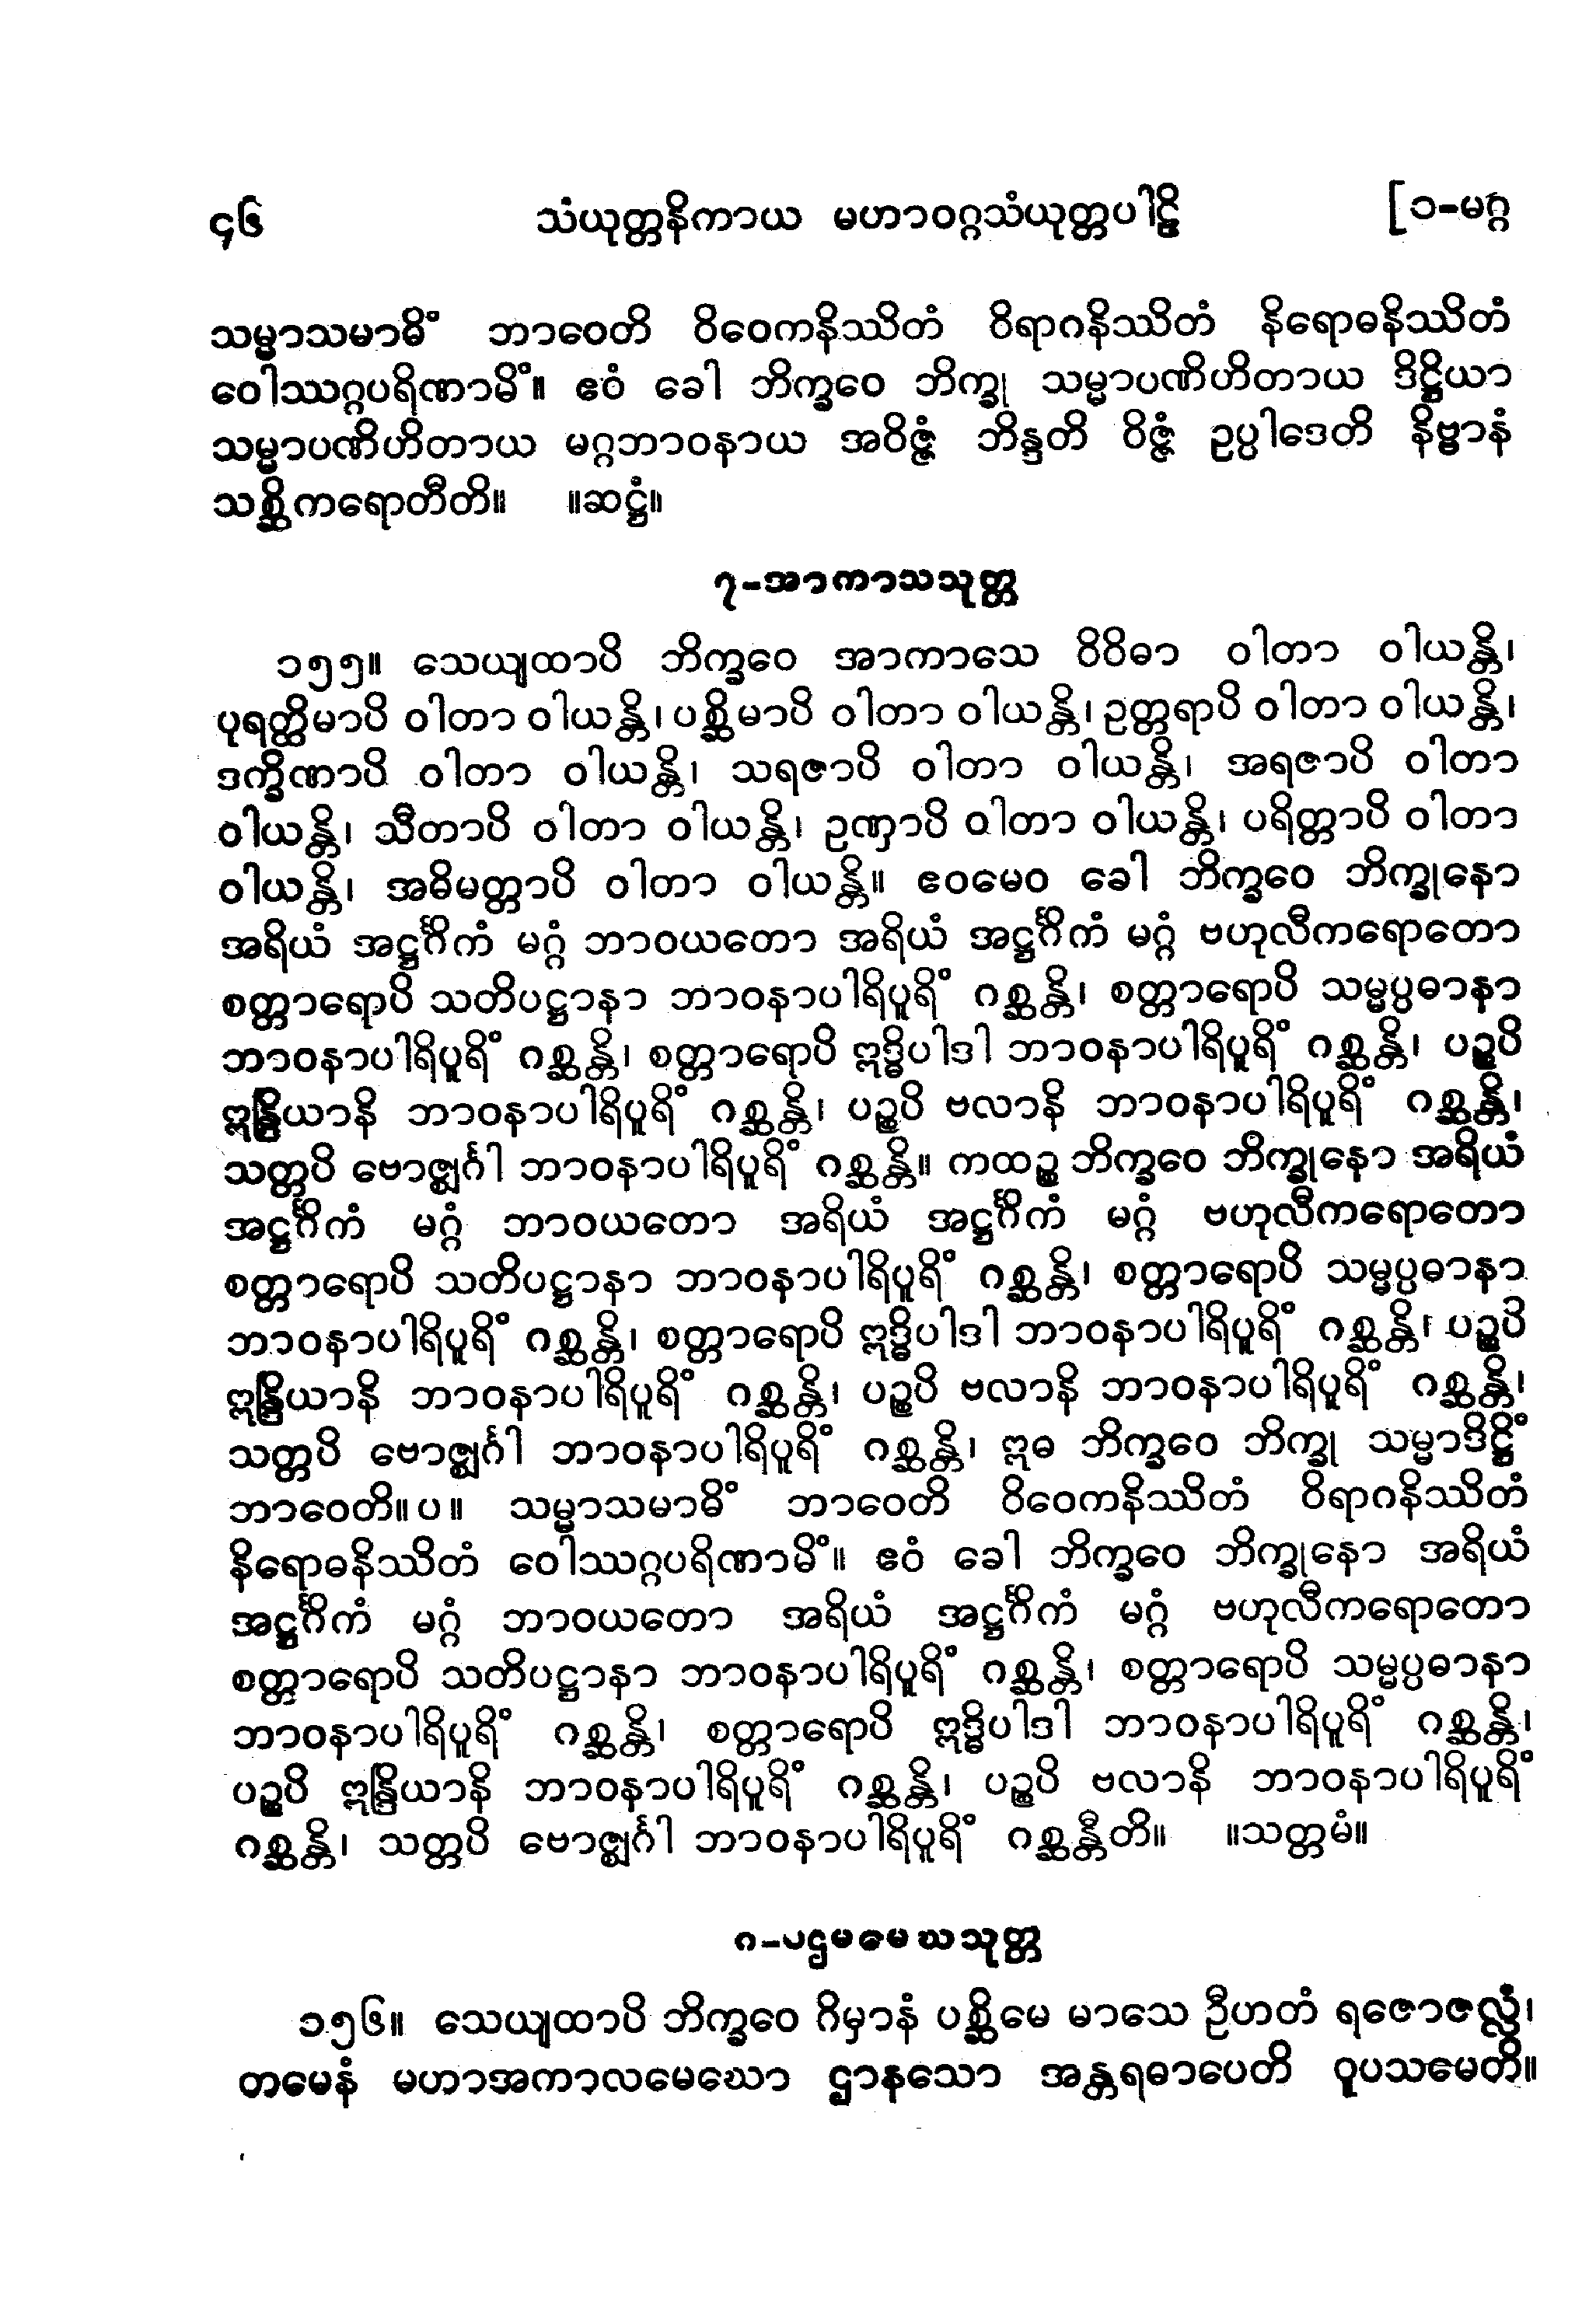 ၄၆ သံယုတ္တနိကာယ မဟာဝဂ္ဂသံယုတ္တပါဠိ [၁-မဂ္ဂ
သမ္မာသမာဓိံ ဘာဝေတိ ဝိဝေကနိဿိတံ ဝိရာဂနိဿိတံ နိရောဓနိဿိတံ
ဝေါဿဂ္ဂပရိဏာမိံ။ ဧဝံ ခေါ ဘိက္ခဝေ ဘိက္ခု သမ္မာပဏိဟိတာယ ဒိဋ္ဌိယာ
သမ္မာပဏိဟိတာယ မဂ္ဂဘာဝနာယ အဝိဇ္ဇံ ဘိန္ဒတိ ဝိဇ္ဇံ ဥပ္ပါဒေတိ နိဗ္ဗာနံ
သစ္ဆိကရောတီတိ။ ။ဆဋ္ဌံ။
၇-အာကာသသုတ္တ
၁၅၅။ သေယျထာပိ ဘိက္ခဝေ အာကာသေ ဝိဝိဓာ ဝါတာ ဝါယန္တိ၊
ပုရတ္ထိမာပိ ဝါတာ ဝါယန္တိ၊ ပစ္ဆိမာပိ ဝါတာ ဝါယန္တိ၊ ဥတ္တရာပိ ဝါတာ ဝါယန္တိ၊
ဒက္ခိဏာပိ ဝါတာ ဝါယန္တိ၊ သရဇာပိ ဝါတာ ဝါယန္တိ၊ အရဇာပိ ဝါတာ
ဝါယန္တိ၊ သီတာပိ ဝါတာ ဝါယန္တိ၊ ဥဏှာပိ ဝါတာ ဝါယန္တိ၊ ပရိတ္တာပိ ဝါတာ
ဝါယန္တိ၊ အဓိမတ္တာပိ ဝါတာ ဝါယန္တိ။ ဧဝမေဝ ခေါ ဘိက္ခဝေ ဘိက္ခုနော
အရိယံ အဋ္ဌင်္ဂိကံ မဂ္ဂံ ဘာဝယတော အရိယံ အဋ္ဌင်္ဂိကံ မဂ္ဂံ ဗဟုလီကရောတော
စတ္တာရောပိ သတိပဋ္ဌာနာ ဘာဝနာပါရိပူရိံ ဂစ္ဆန္တိ၊ စတ္တာရောပိ သမ္မပ္ပဓာနာ
ဘာဝနာပါရိပူရိံ ဂစ္ဆန္တိ၊ စတ္တာရောပိ ဣဒ္ဓိပါဒါ ဘာဝနာပါရိပူရိံ ဂစ္ဆန္တိ၊ ပဉ္စပိ
ဣန္ဒြိယာနိ ဘာဝနာပါရိပူရိံ ဂစ္ဆန္တိ၊ ပဉ္စပိ ဗလာနိ ဘာဝနာပါရိပူရိံ ဂစ္ဆန္တိ၊
သတ္တပိ ဗောဇ္ဈင်္ဂါ ဘာဝနာပါရိပူရိံ ဂစ္ဆန္တိ။ ကထဉ္စ ဘိက္ခဝေ ဘိက္ခုနော အရိယံ
အဋ္ဌင်္ဂိကံ မဂ္ဂံ ဘာဝယတော အရိယံ အဋ္ဌင်္ဂိကံ မဂ္ဂံ ဗဟုလီကရောတော
စတ္တာရောပိ သတိပဋ္ဌာနာ ဘာဝနာပါရိပူရိံ ဂစ္ဆန္တိ၊ စတ္တာရောပိ သမ္မပ္ပဓာနာ
ဘာဝနာပါရိပူရိံ ဂစ္ဆန္တိ၊ စတ္တာရောပိ ဣဒ္ဓိပါဒါ ဘာဝနာပါရိပူရိံ ဂစ္ဆန္တိ၊ ပဉ္စပိ
ဣန္ဒြိယာနိ ဘာဝနာပါရိပူရိံ ဂစ္ဆန္တိ၊ ပဉ္စပိ ဗလာနိ ဘာဝနာပါရိပူရိံ ဂစ္ဆန္တိ၊
သတ္တပိ ဗောဇ္ဈင်္ဂါ ဘာဝနာပါရိပူရိံ ဂစ္ဆန္တိ၊ ဣဓ ဘိက္ခဝေ ဘိက္ခု သမ္မာဒိဋ္ဌိံ
ဘာဝေတိ။ပ။ သမ္မာသမာဓိံ ဘာဝေတိ ဝိဝေကနိဿိတံ ဝိရာဂနိဿိတံ
နိရောဓနိဿိတံ ဝေါဿဂ္ဂပရိဏာမိံ။ ဧဝံ ခေါ ဘိက္ခဝေ ဘိက္ခုနော အရိယံ
အဋ္ဌင်္ဂိကံ မဂ္ဂံ ဘာဝယတော အရိယံ အဋ္ဌင်္ဂိကံ မဂ္ဂံ ဗဟုလီကရောတော
စတ္တာရောပိ သတိပဋ္ဌာနာ ဘာဝနာပါရိပူရိံ ဂစ္ဆန္တိ၊ စတ္တာရောပိ သမ္မပ္ပဓာနာ
ဘာဝနာပါရိပူရိံ ဂစ္ဆန္တိ၊ စတ္တာရောပိ ဣဒ္ဓိပါဒါ ဘာဝနာပါရိပူရိံ ဂစ္ဆန္တိ၊
ပဉ္စပိ ဣန္ဒြိယာနိ ဘာဝနာပါရိပူရိံ ဂစ္ဆန္တိ၊ ပဉ္စပိ ဗလာနိ ဘာဝနာပါရိပူရိံ
ဂစ္ဆန္တိ၊ သတ္တပိ ဗောဇ္ဈင်္ဂါ ဘာဝနာပါရိပူရိံ ဂစ္ဆန္တီတိ။ ။သတ္တမံ။
၈-ပဌမမေဃသုတ္တ
၁၅၆။ သေယျထာပိ ဘိက္ခဝေ ဂိမှာနံ ပစ္ဆိမေ မာသေ ဦဟတံ ရဇောဇလ္လံ၊
တမေနံ မဟာအကာလမေဃော ဌာနသော အန္တရဓာပေတိ ဝူပသမေတိ။